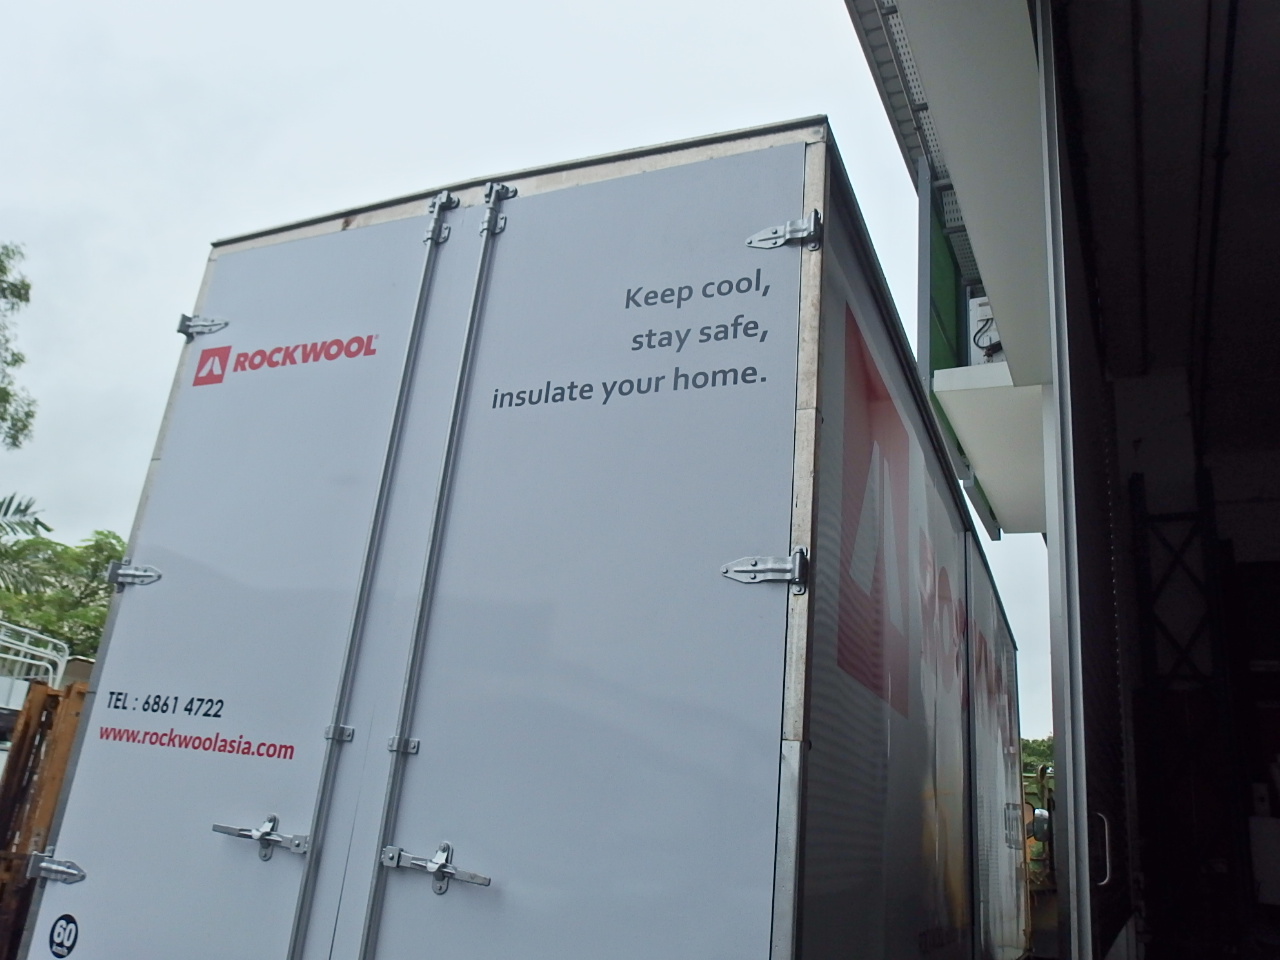 ROCKWOOL
Keep cool,
stay safe,
insulate your home.
TEL : 6861 4722
www.rockwoolasia.com
60